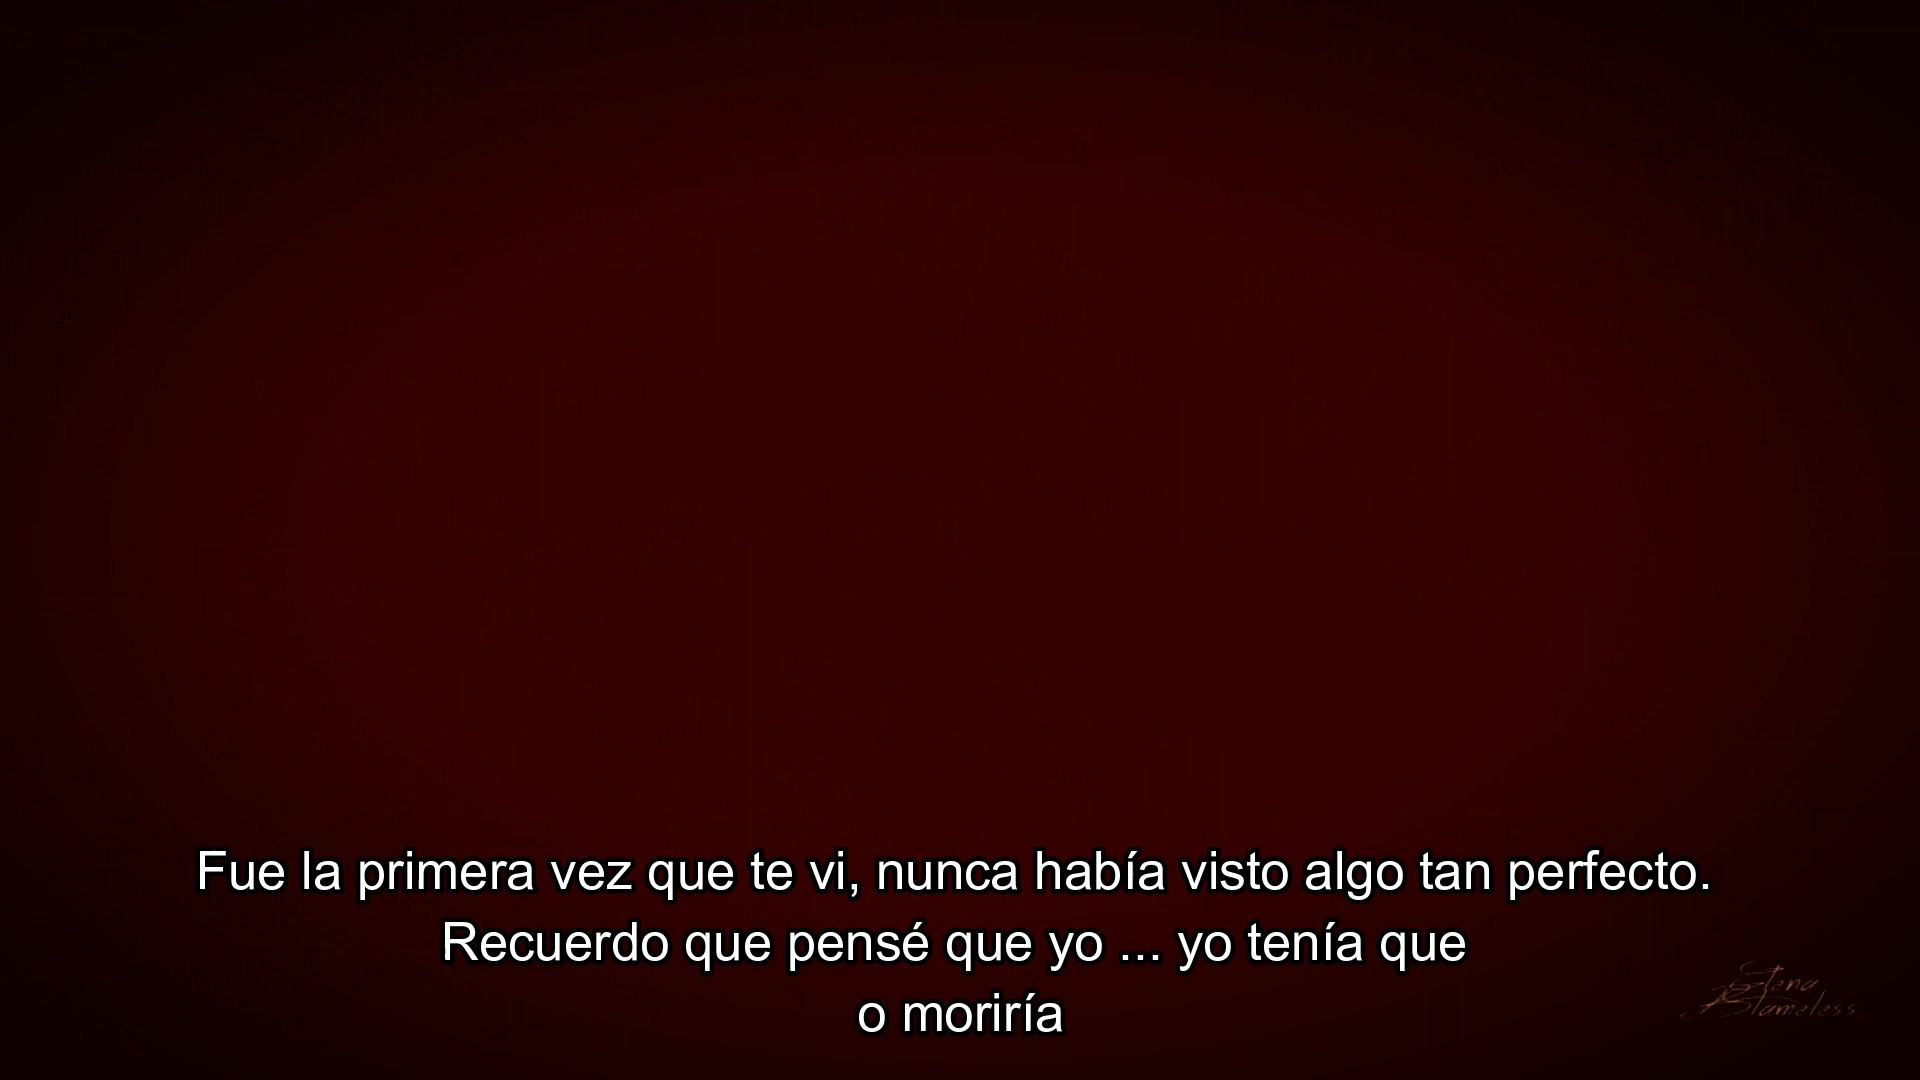 Fue la primera vez que te vi, nunca había visto algo tan perfecto.
Recuerdo que pensé que yo ... yo tenía que
o moriría